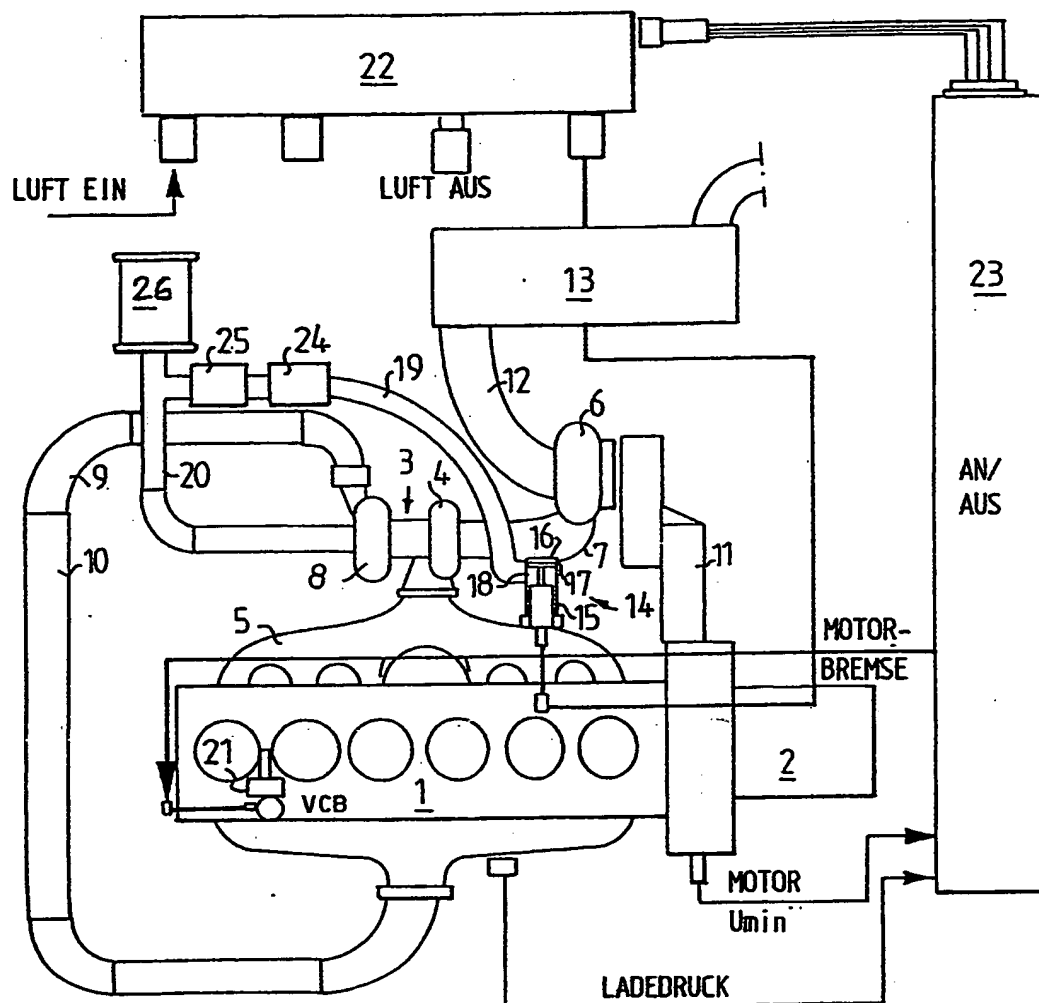 22
LUFT EIN
LUFT AUS
13
23
26
25
24
19
12
6
9
20
3
4
AN/
AUS
10
16
7
11
8
18
17
15
14
5
MOTOR-
BREMSE
21
VCB
1
2
MOTOR
Umin¨
LADEDRUCK